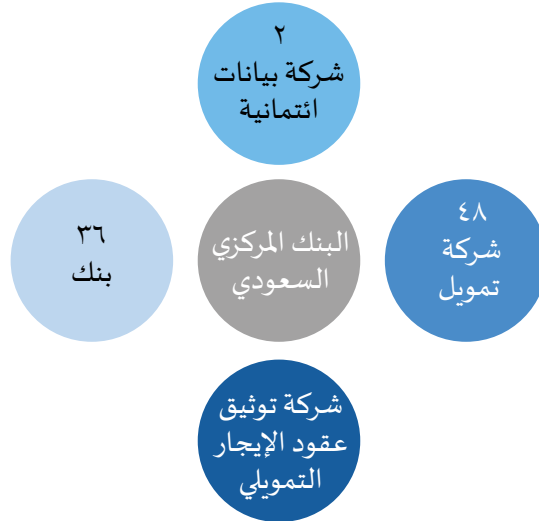 ٢
شركة بيانات
ائتمانية
٤٨
شركة
تمويل
البنك المركزي
السعودي
٣٦
بنك
شركة توثيق
عقود الإيجار
التمويلي